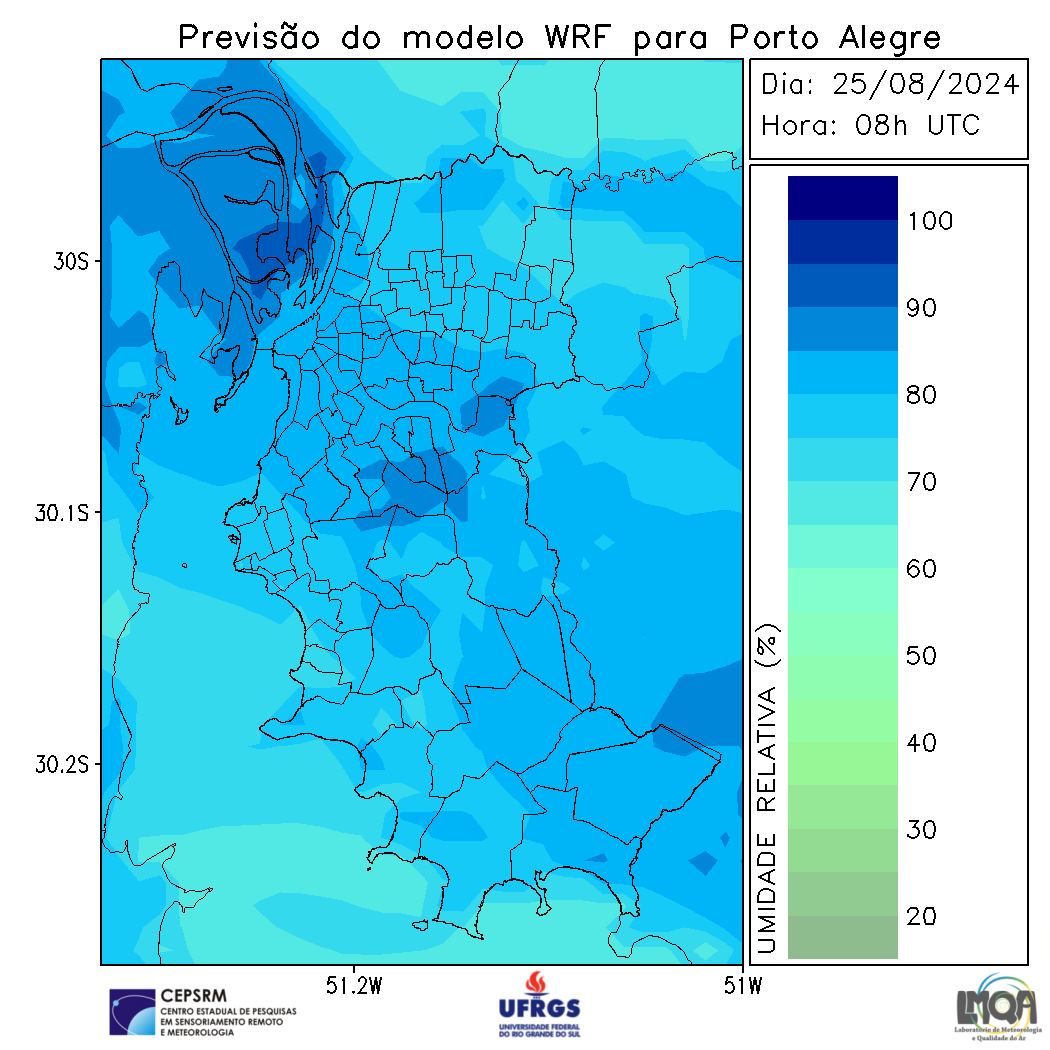 Previsão do modelo WRF para Porto Alegre
Dia: 25/08/2024
Hora: 08h UTC
30S
30.1S
30.2S
51.2W
51W
100
90
80
70
60
50
40
30
20
UMIDADE RELATIVA (%)
CEPSRM
CENTRO ESTADUAL DE PESQUISAS
EM SENSORIAMENTO REMOTO
E METEOROLOGIA
UFRGS
UNIVERSIDADE FEDERAL
DO RIO GRANDE DO SUL
LMQA
Laboratório de Meteorologia
e Qualidade do Ar